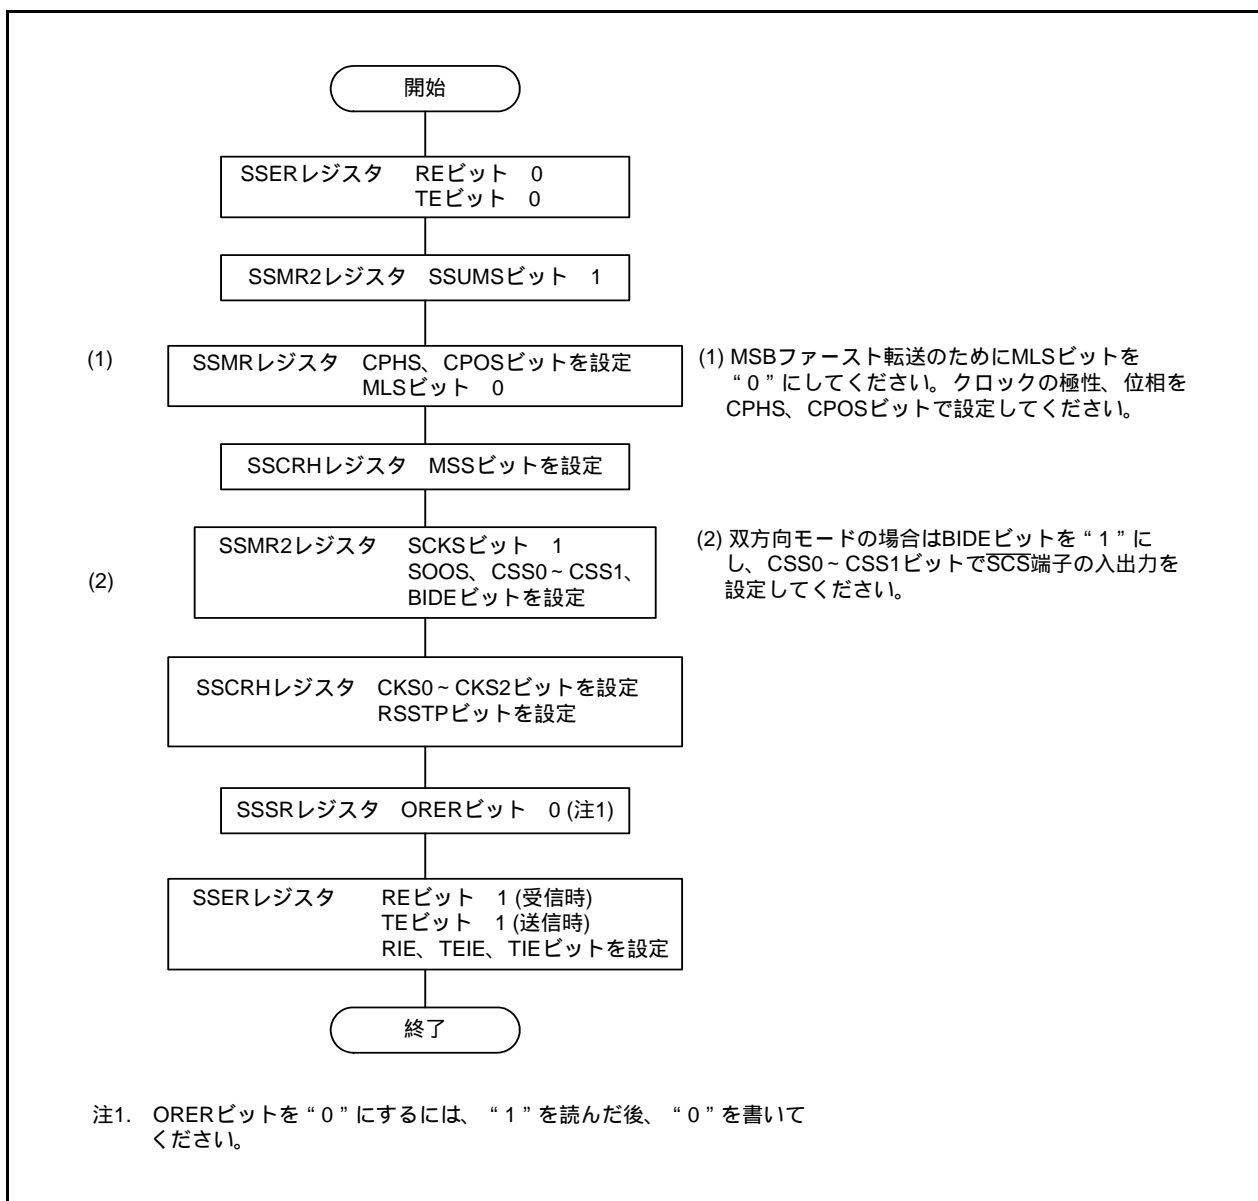 開始
SSERレジスタ REビット 0
TEビット 0
SSMR2レジスタ SSUMSビット 1
(1)
SSMRレジスタ CPHS、CPOSビットを設定
MLSビット 0
(1) MSBファースト転送のためにMLSビットを
“0”にしてください。クロックの極性、位相を
CPHS、CPOSビットで設定してください。
SSCRHレジスタ MSSビットを設定
(2)
SSMR2レジスタ SCKSビット 1
SOOS、CSS0~CSS1、
BIDEビットを設定
(2) 双方向モードの場合はBIDEビットを“1”に
し、CSS0~CSS1ビットでSCS端子の入出力を
設定してください。
SSCRHレジスタ CKS0~CKS2ビットを設定
RSSTPビットを設定
SSSRレジスタ ORERビット 0 (注1)
SSERレジスタ REビット 1 (受信時)
TEビット 1 (送信時)
RIE、TEIE、TIEビットを設定
終了
注1. ORERビットを“0”にするには、“1”を読んだ後、“0”を書いて
ください。